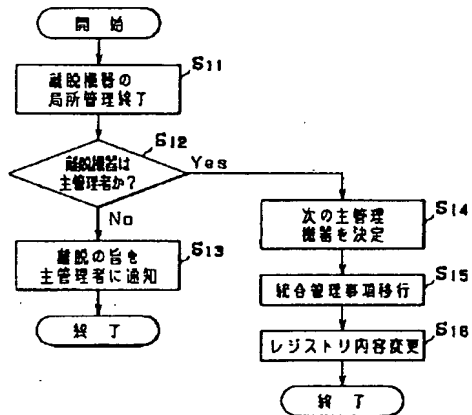 開始
離脱機器の
局所管理終了
S11
離脱機器は
主管理者か?
S12
Yes
No
離脱の旨を
主管理者に通知
S13
終了
次の主管理
機器を決定
S14
統合管理事項移行
S15
レジストリ内容変更
S16
終了